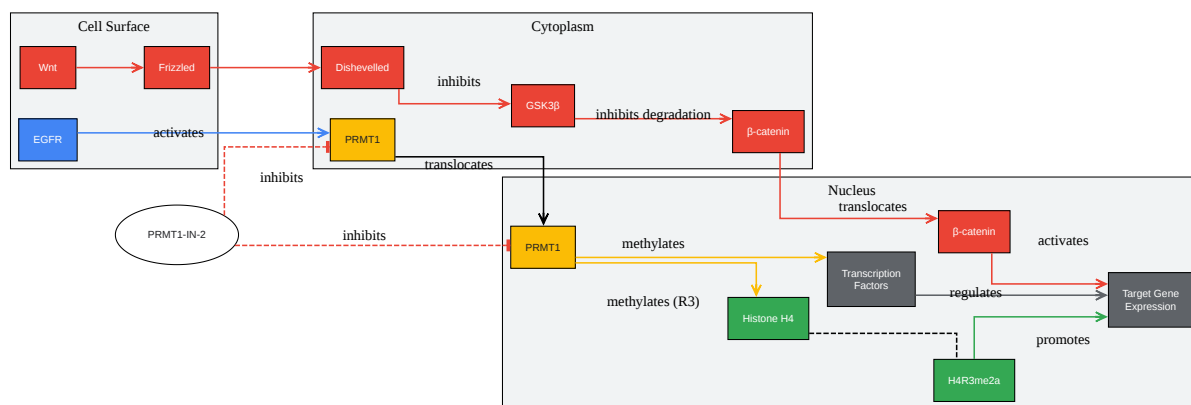 Cell Surface
Cytoplasm
Wnt
Frizzled
Dishevelled
inhibits
GSK3β
inhibits degradation
β-catenin
EGFR
activates
PRMT1
translocates
inhibits
PRMT1-IN-2
inhibits
Nucleus
translocates
β-catenin
activates
PRMT1
methylates
Transcription
Factors
regulates
Target Gene
Expression
methylates (R3)
Histone H4
promotes
H4R3me2a